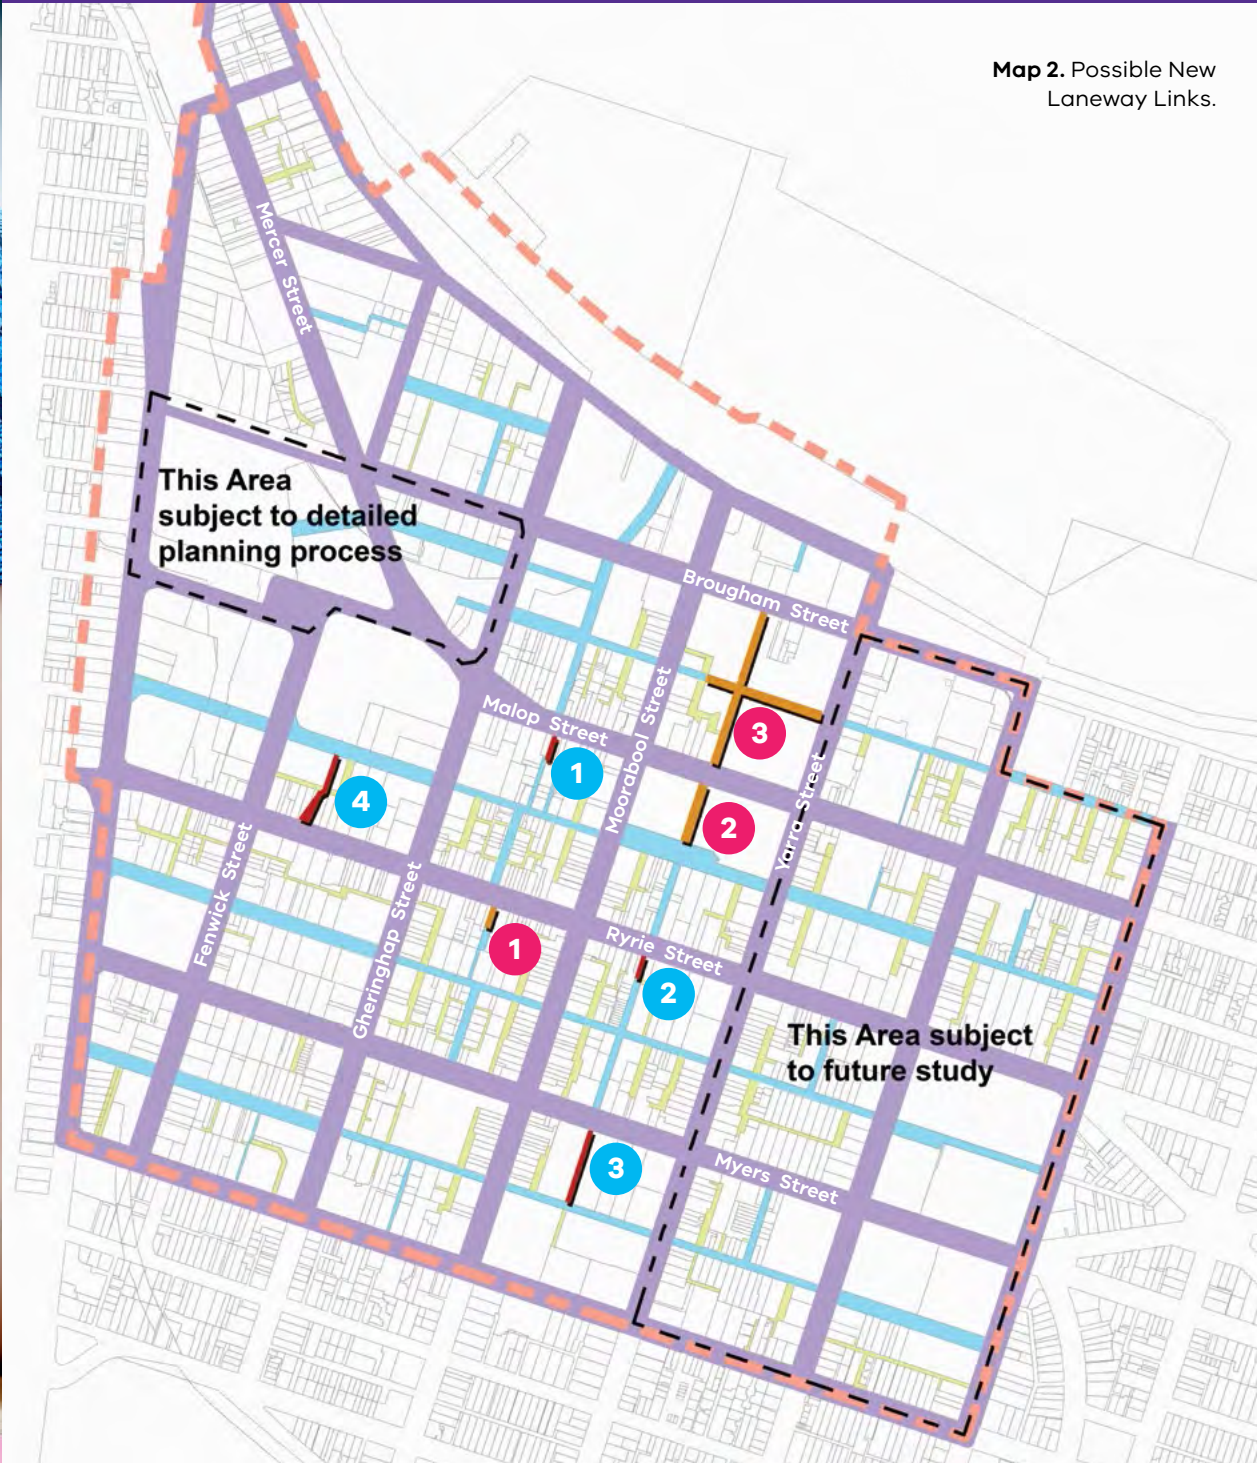 Map 2. Possible New
Laneway Links.
Mercer Street
This Area
subject to detailed
planning process
Brougham Street
Malop Street
Moorabool Street
Yarra Street
3
1
4
2
Fenwick Street
Gheringhap Street
1
Ryrie Street
2
This Area subject
to future study
3
Myers Street